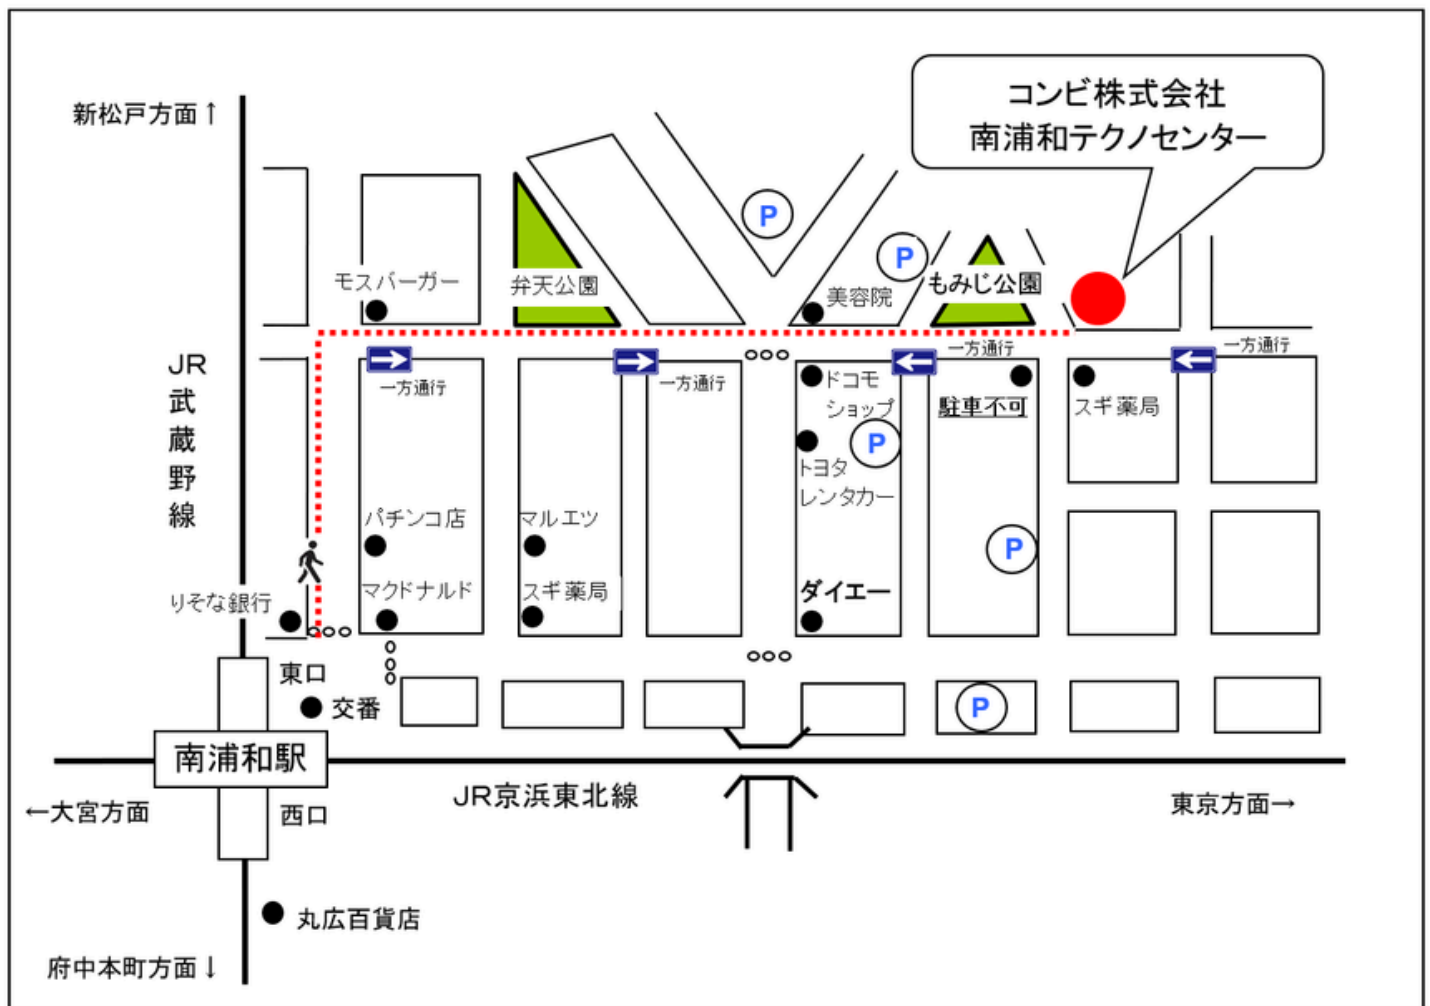 コンビ株式会社
南浦和テクノセンター
新松戸方面↑
P
P
モスバーガー
弁天公園
美容院
もみじ公園
一方通行
一方通行
一方通行
一方通行
JR
武
蔵
野
線
ドコモ
ショップ
駐車不可
スギ薬局
P
トヨタ
レンタカー
パチンコ店
マルエツ
P
マクドナルド
スギ薬局
ダイエー
りそな銀行
東口
交番
P
南浦和駅
JR京浜東北線
←大宮方面
西口
東京方面→
丸広百貨店
府中本町方面↓